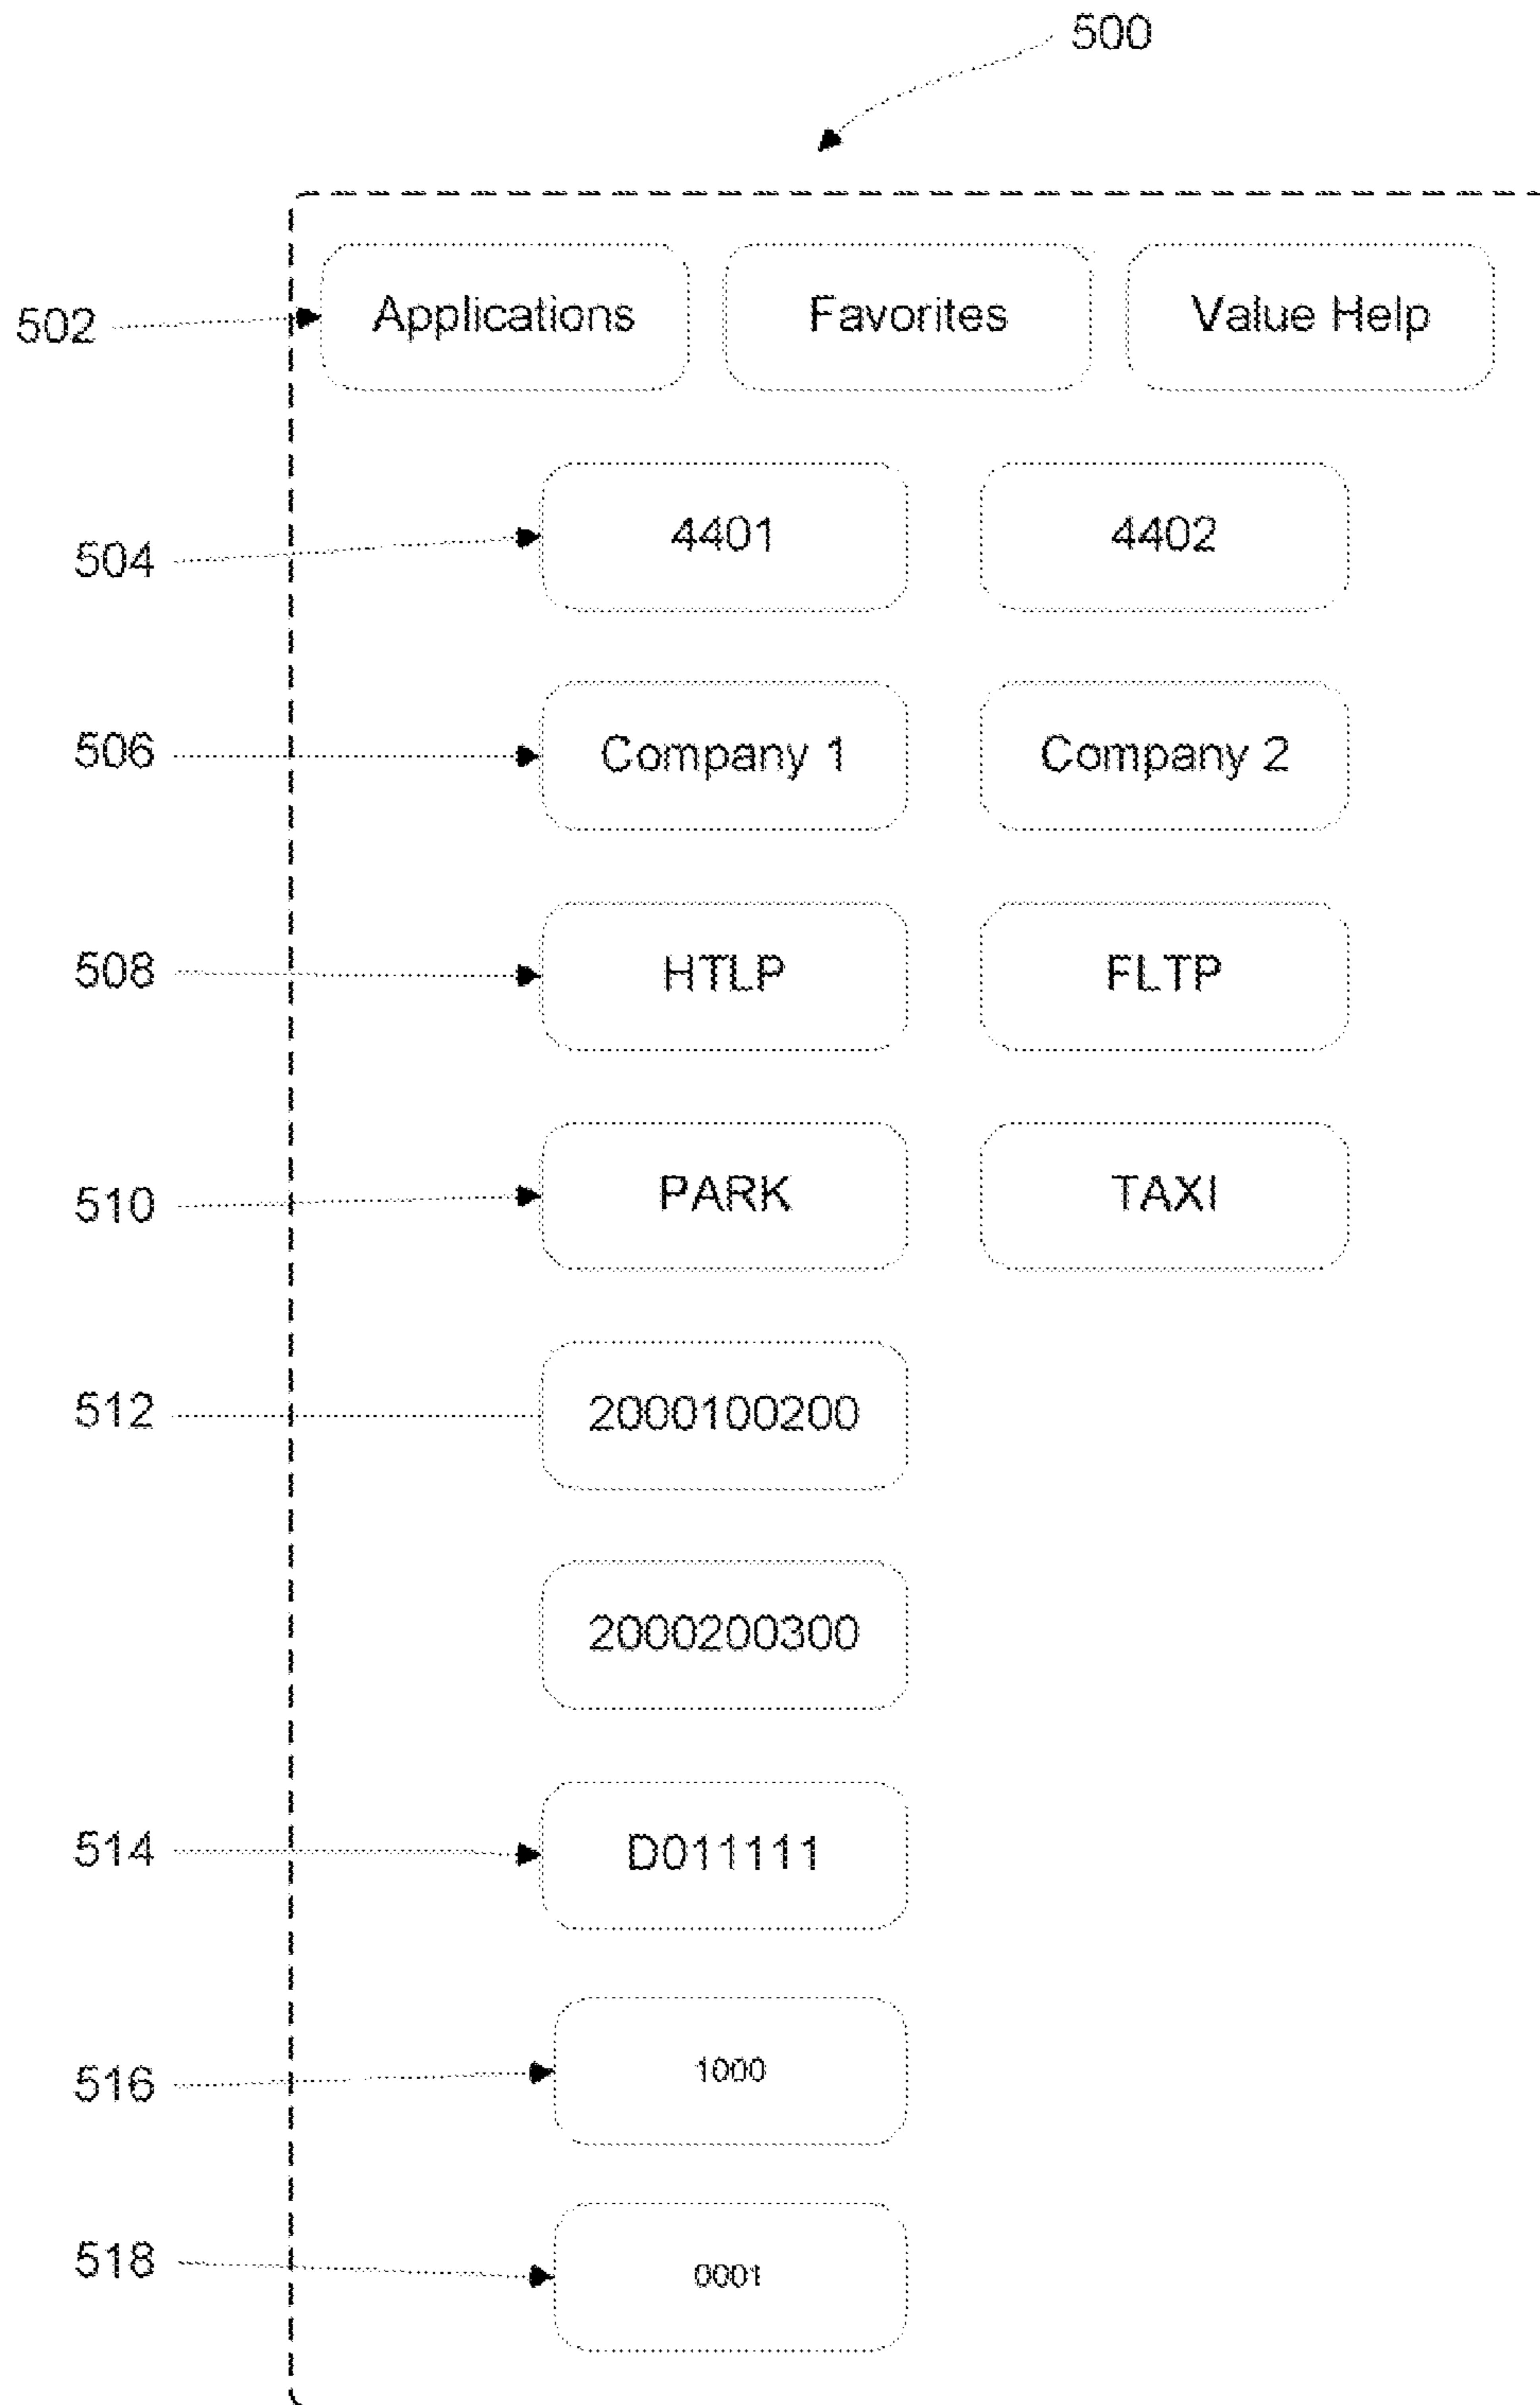 500
502 Applications Favorites Value Help
504 4401 4402
506 Company 1 Company 2
508 HTLP FLTP
510 PARK TAXI
512 2000100200
2000200300
514 D011111
516 1000
518 0001